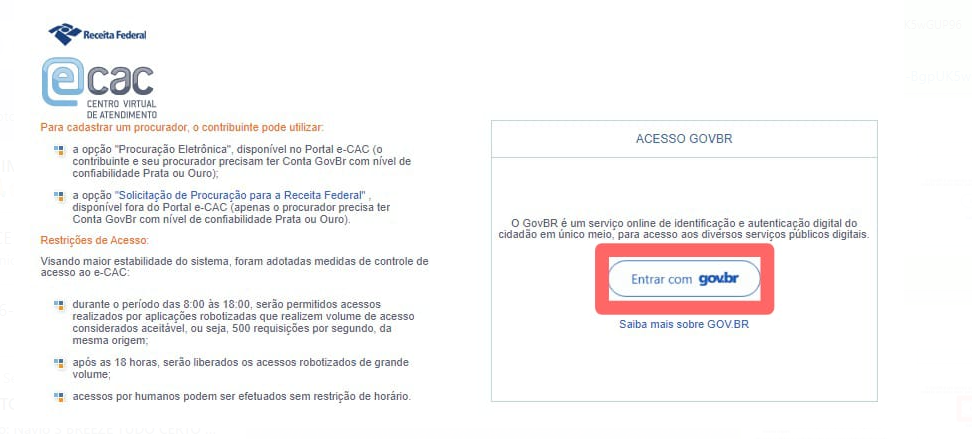 Receita Federal
ecac
CENTRO VIRTUAL
DE ATENDIMENTO
Para cadastrar um procurador, o contribuinte pode utilizar:
a opção "Procuração Eletrônica", disponível no Portal e-CAC (o
contribuinte e seu procurador precisam ter Conta GovBr com nível de
confiabilidade Prata ou Ouro);
a opção "Solicitação de Procuração para a Receita Federal" ,
disponível fora do Portal e-CAC (apenas o procurador precisa ter
Conta GovBr com nível de confiabilidade Prata ou Ouro).
Restrições de Acesso:
Visando maior estabilidade do sistema, foram adotadas medidas de controle de
acesso ao e-CAC:
durante o período das 8:00 às 18:00, serão permitidos acessos
realizados por aplicações robotizadas que realizem volume de acesso
considerados aceitável, ou seja, 500 requisições por segundo, da
mesma origem;
após as 18 horas, serão liberados os acessos robotizados de grande
volume;
acessos por humanos podem ser efetuados sem restrição de horário.
ACESSO GOVBR
O GovBR é um serviço online de identificação e autenticação digital do
cidadão em único meio, para acesso aos diversos serviços públicos digitais.
Entrar com gov.br
Saiba mais sobre GOV.BR